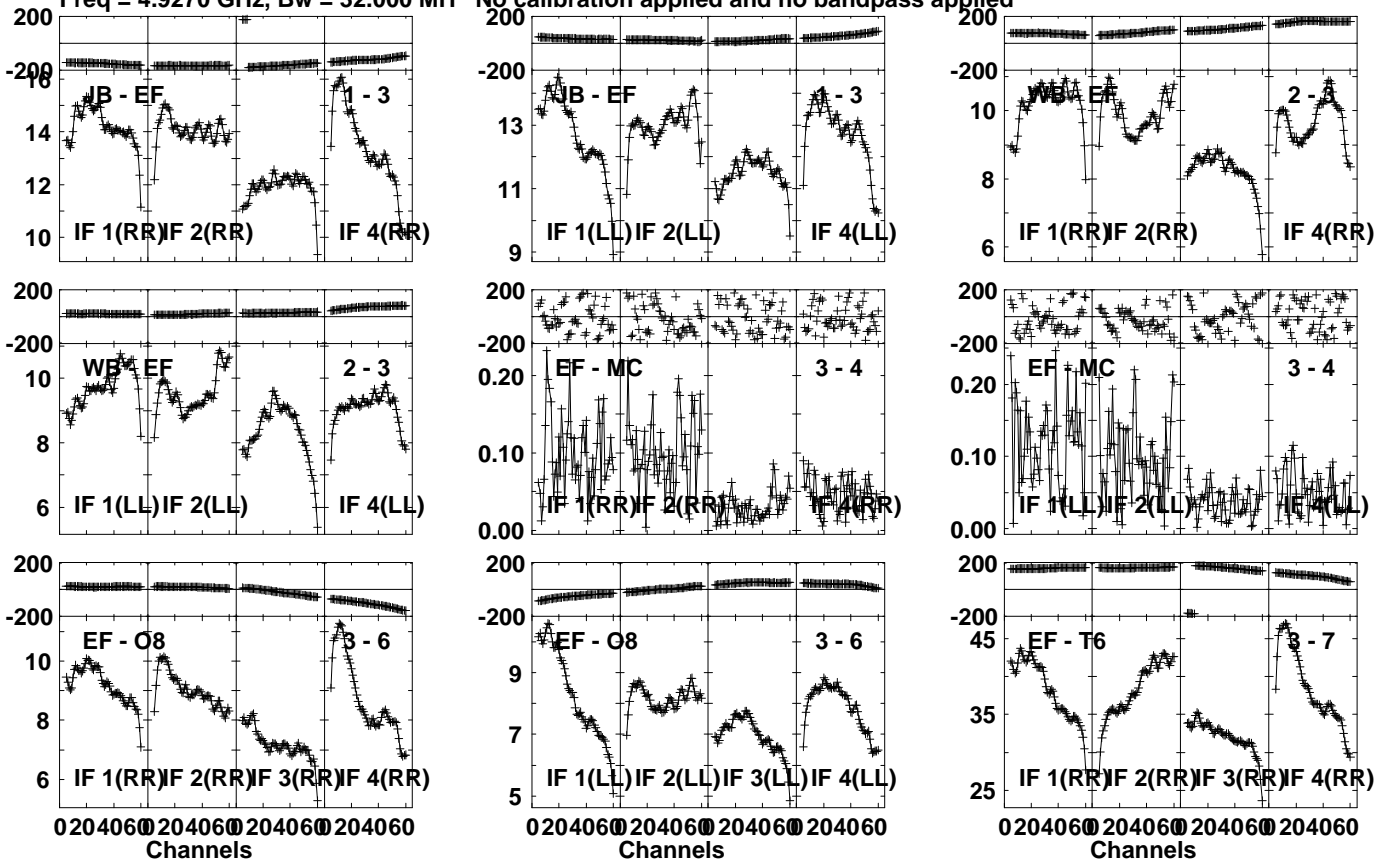 Freq = 4.9270 GHz, Bw = 32.000 MH No calibration applied and no bandpass applied
200
-200
16
14
12
10
JB - EF
1 - 3
IF 1(RR)
IF 2(RR)
IF 4(RR)
200
-200
13
11
9
JB - EF
1 - 3
IF 1(LL)
IF 2(LL)
IF 4(LL)
200
-200
10
8
6
WB - EF
2 - 3
IF 1(RR)
IF 2(RR)
IF 4(RR)
200
-200
10
8
6
WB - EF
2 - 3
IF 1(LL)
IF 2(LL)
IF 4(LL)
200
-200
0.20
0.10
0.00
EF - MC
3 - 4
IF 1(RR)
IF 2(RR)
IF 4(RR)
200
-200
0.20
0.10
0.00
EF - MC
3 - 4
IF 1(LL)
IF 2(LL)
IF 4(LL)
200
-200
10
8
6
EF - O8
3 - 6
IF 1(RR)
IF 2(RR)
IF 3(RR)
IF 4(RR)
0 20 40 60 0 20 40 60 0 20 40 60 0 20 40 60
Channels
200
-200
9
7
5
EF - O8
3 - 6
IF 1(LL)
IF 2(LL)
IF 3(LL)
IF 4(LL)
0 20 40 60 0 20 40 60 0 20 40 60 0 20 40 60
Channels
200
-200
45
35
25
EF - T6
3 - 7
IF 1(RR)
IF 2(RR)
IF 3(RR)
IF 4(RR)
0 20 40 60 0 20 40 60 0 20 40 60 0 20 40 60
Channels